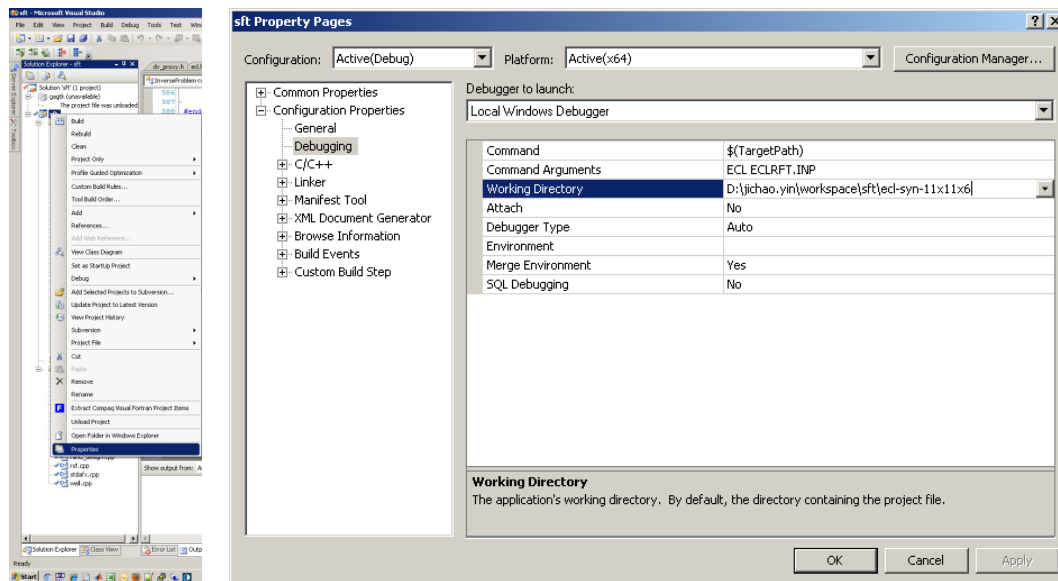 sft - Microsoft Visual Studio
File Edit View Project Build Debug Tools Test
Solution Explorer - sft
dir_proxy.h
Solution 'sft' (1 project)
gagtk (unavailable)
The project file was unloaded
586
587
588 #end
Build
Rebuild
Clean
Project Only
Profile Guided Optimization
Custom Build Rules...
Tool Build Order...
Add
References...
Add Web Reference...
View Class Diagram
Set as StartUp Project
Debug
Add Selected Projects to Subversion...
Update Project to Latest Version
View Project History
Subversion
Project File
Cut
Paste
Remove
Rename
Extract Compaq Visual Fortran Project Items
Unload Project
Open Folder in Windows Explorer
Properties
rsf.cpp
stdafx.cpp
well.cpp
Show output from:
Solution Explorer Class View
Error List Outp
Ready
Start
sft Property Pages
Configuration: Active(Debug) Platform: Active(x64) Configuration Manager...
Common Properties
Configuration Properties
General
Debugging
C/C++
Linker
Manifest Tool
XML Document Generator
Browse Information
Build Events
Custom Build Step
Debugger to launch:
Local Windows Debugger
Command $(TargetPath)
Command Arguments ECL ECLRFT.INP
Working Directory D:\jichao.yin\workspace\sft\ecl-syn-11x11x6
Attach No
Debugger Type Auto
Environment
Merge Environment Yes
SQL Debugging No
Working Directory
The application's working directory. By default, the directory containing the project file.
OK Cancel Apply